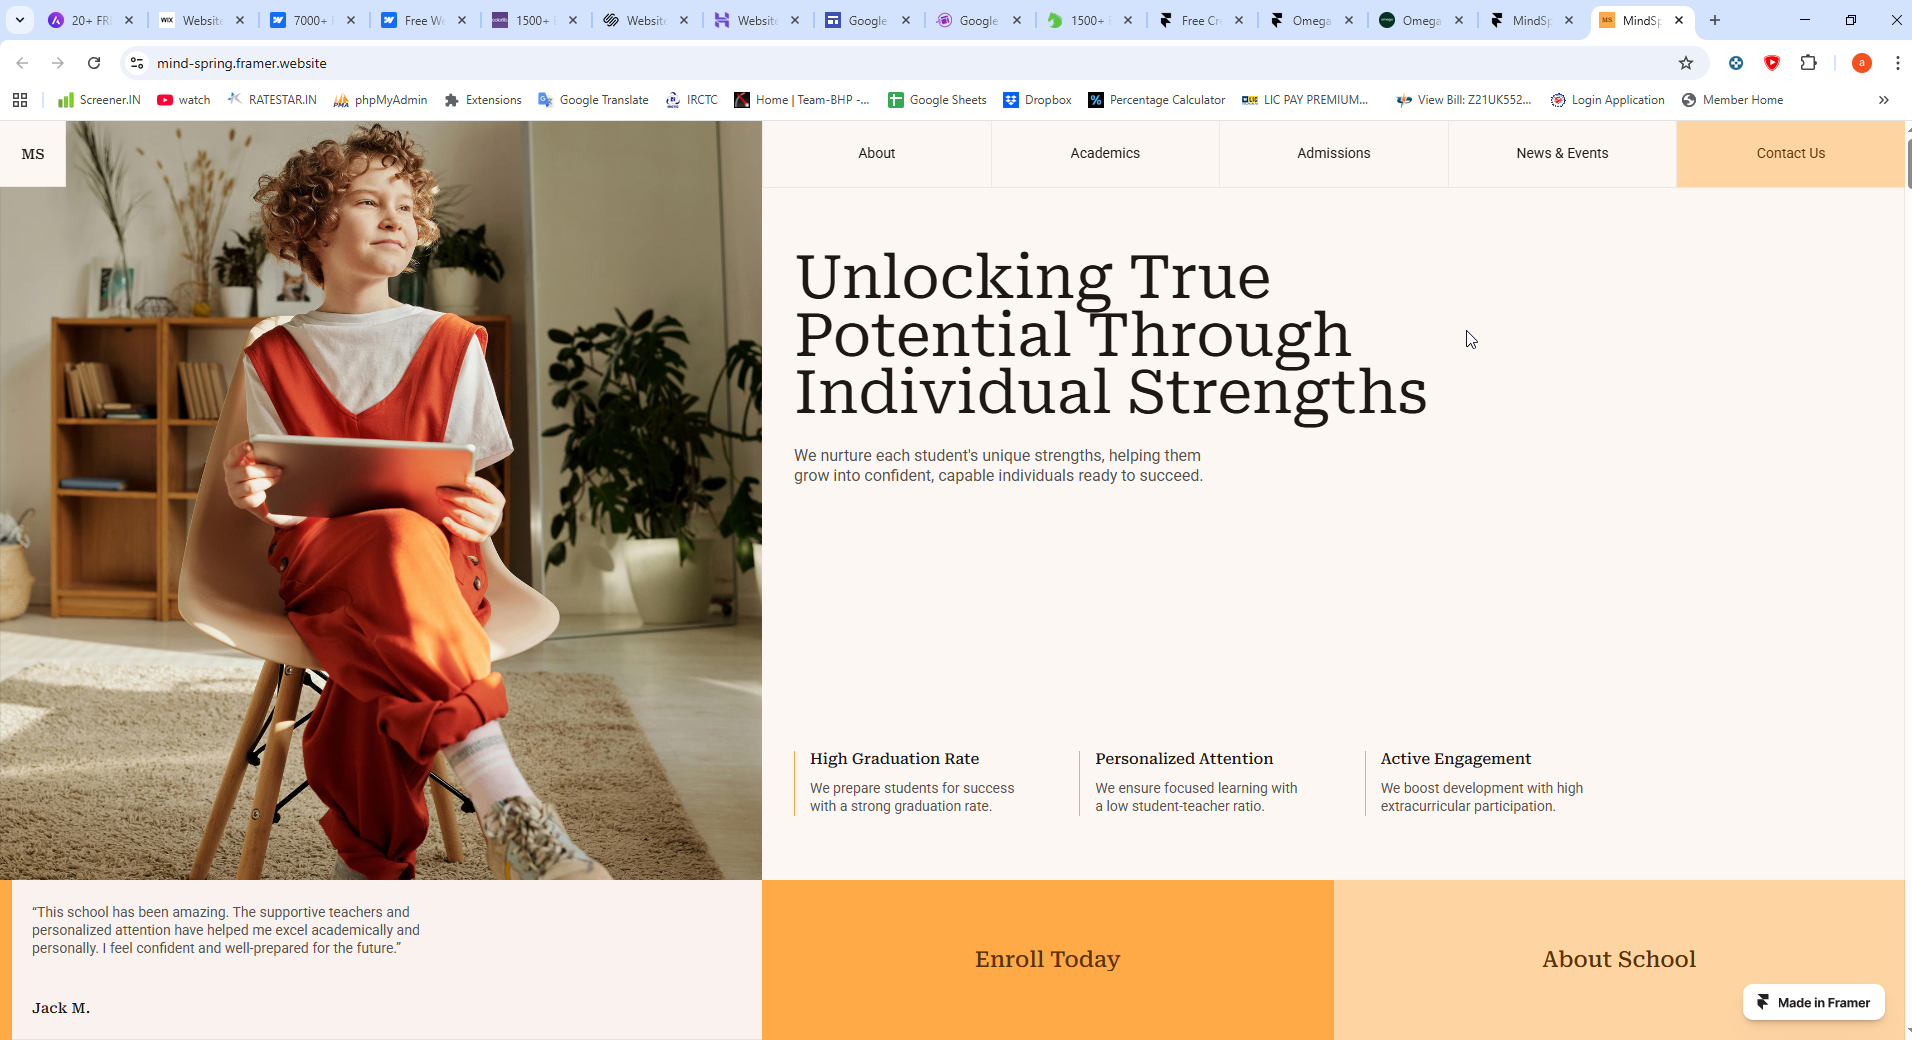 20+ FR
Website
7000+
Free We
1500+
Website
Website
Google
Google
1500+
Free Cr
Omega
Omega
MindSp
MS
MindSp
mind-spring.framer.website
a
Screener.IN
watch
RATESTAR.IN
phpMyAdmin
Extensions
Google Translate
IRCTC
Home | Team-BHP -...
Google Sheets
Dropbox
Percentage Calculator
LIC PAY PREMIUM...
View Bill: Z21UK552...
Login Application
Member Home
MS
About
Academics
Admissions
News & Events
Contact Us
Unlocking True
Potential Through
Individual Strengths
We nurture each student's unique strengths, helping them
grow into confident, capable individuals ready to succeed.
High Graduation Rate
We prepare students for success
with a strong graduation rate.
Personalized Attention
We ensure focused learning with
a low student-teacher ratio.
Active Engagement
We boost development with high
extracurricular participation.
“This school has been amazing. The supportive teachers and
personalized attention have helped me excel academically and
personally. I feel confident and well-prepared for the future.”
Jack M.
Enroll Today
About School
Made in Framer